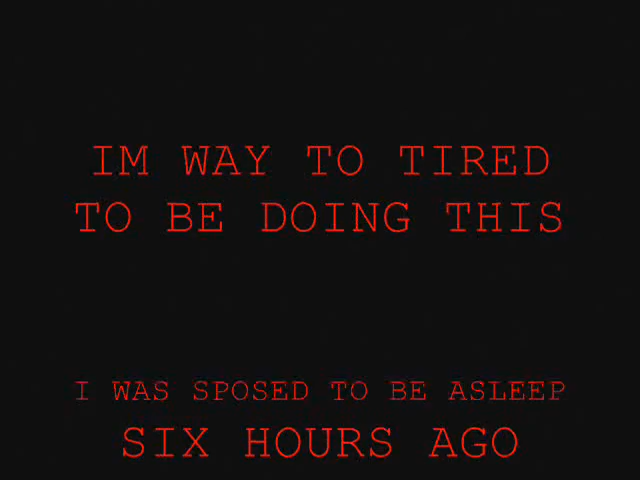 IM WAY TO TIRED
TO BE DOING THIS
I WAS SPOSED TO BE ASLEEP
SIX HOURS AGO